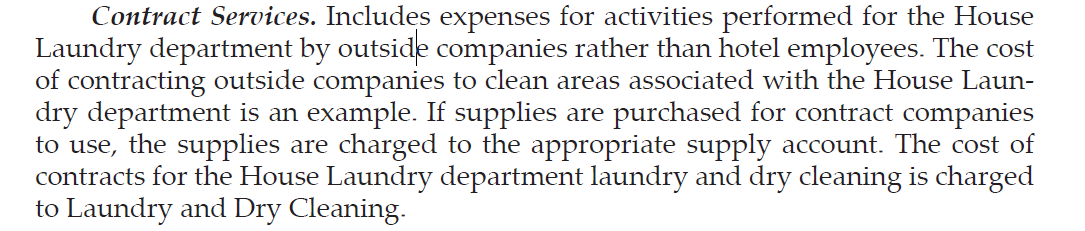 Contract Services. Includes expenses for activities performed for the House
Laundry department by outside companies rather than hotel employees. The cost
of contracting outside companies to clean areas associated with the House Laun-
dry department is an example. If supplies are purchased for contract companies
to use, the supplies are charged to the appropriate supply account. The cost of
contracts for the House Laundry department laundry and dry cleaning is charged
to Laundry and Dry Cleaning.